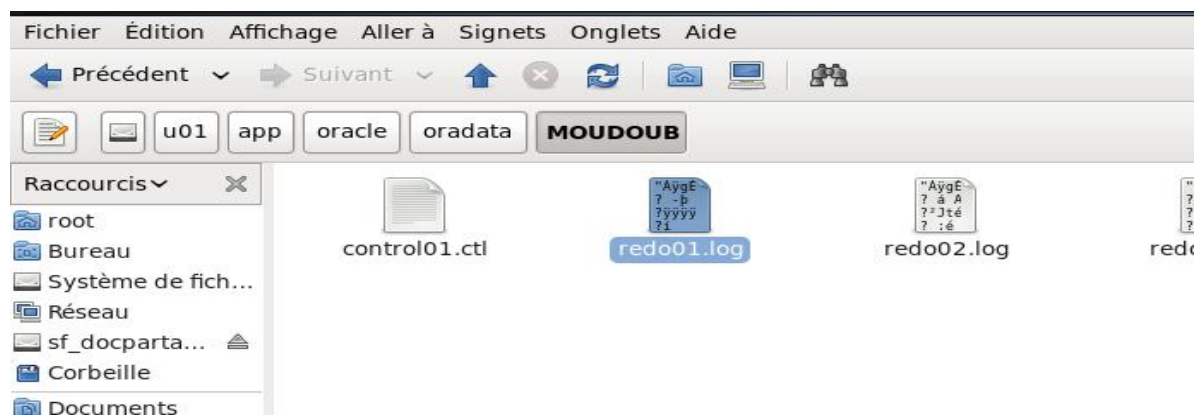 Fichier Édition Affichage Aller à Signets Onglets Aide
Précédent Suivant
u01 app oracle oradata MOUDOUB
Raccourcis
root
Bureau
Système de fich...
Réseau
sf_docparta...
Corbeille
Documents
control01.ctl redo01.log redo02.log